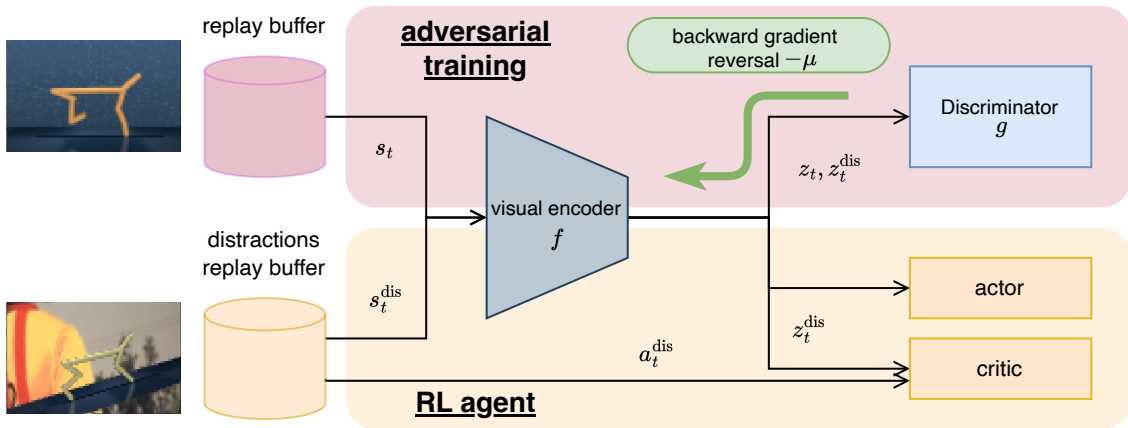 replay buffer
adversarial
training
backward gradient
reversal −μ
Discriminator
g
s_t
z_t, z_t^dis
visual encoder
f
distractions
replay buffer
s_t^dis
actor
z_t^dis
a_t^dis
critic
RL agent